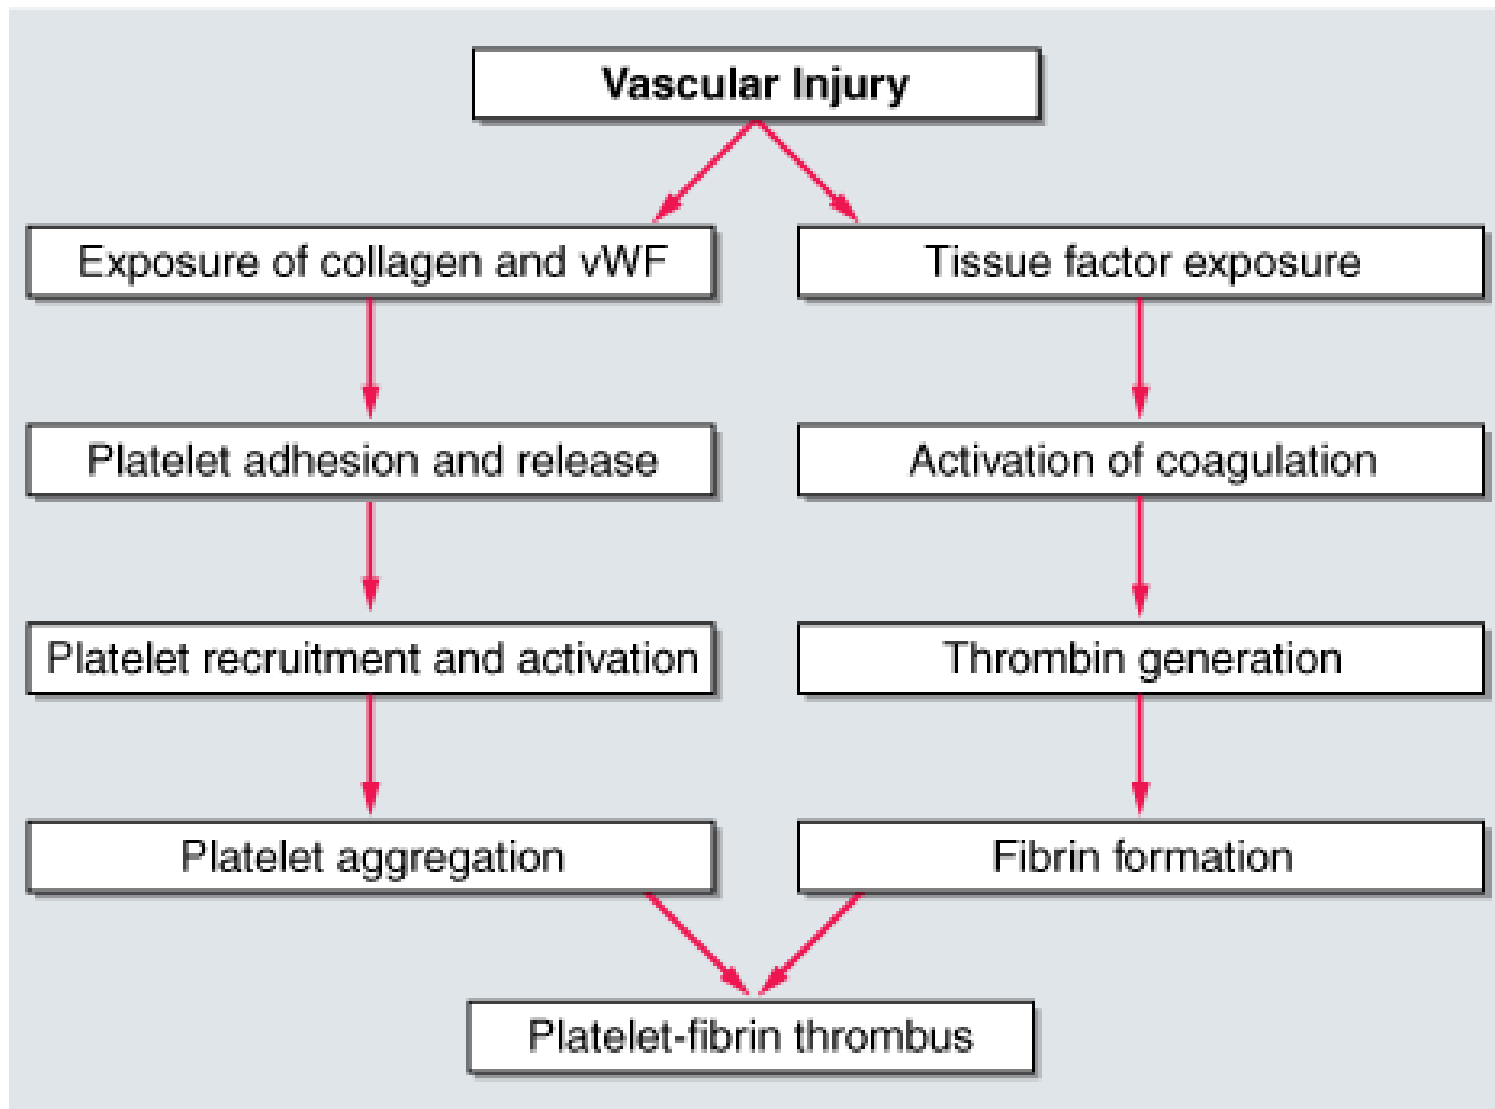 Vascular Injury
Exposure of collagen and vWF
Tissue factor exposure
Platelet adhesion and release
Activation of coagulation
Platelet recruitment and activation
Thrombin generation
Platelet aggregation
Fibrin formation
Platelet-fibrin thrombus